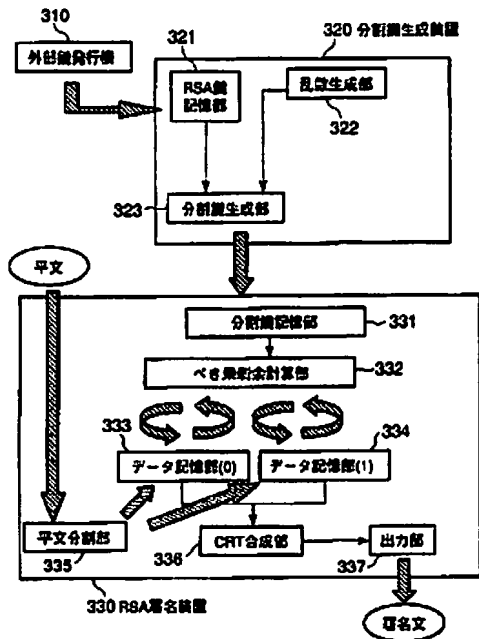 310
外部鍵発行機
321
320 分割鍵生成装置
RSA鍵
記憶部
乱数生成部
322
323
分割鍵生成部
平文
分割鍵記憶部
331
べき乗剰余計算部
332
333
334
データ記憶部(0)
データ記憶部(1)
平文分割部
335
CRT合成部
336
出力部
337
330 RSA署名装置
署名文